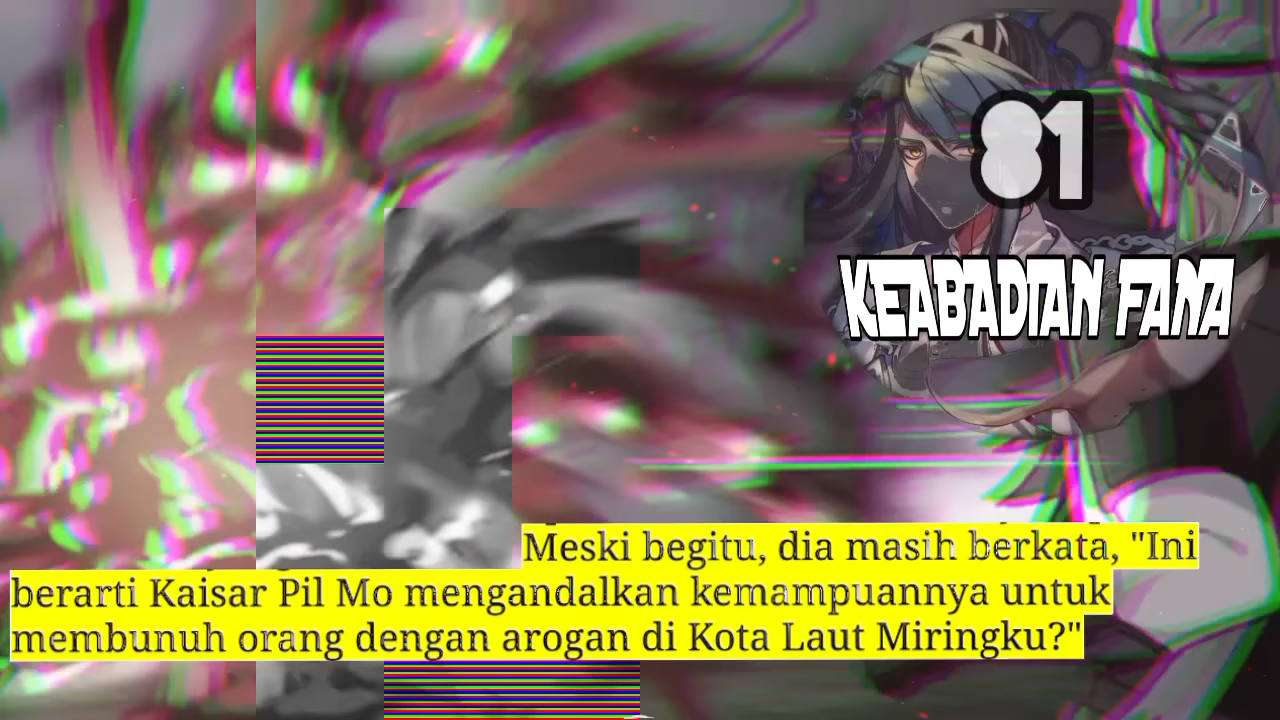 81
KEABADIAN FANA
Meski begitu, dia masih berkata, "Ini
berarti Kaisar Pil Mo mengandalkan kemampuannya untuk
membunuh orang dengan arogan di Kota Laut Miringku?"